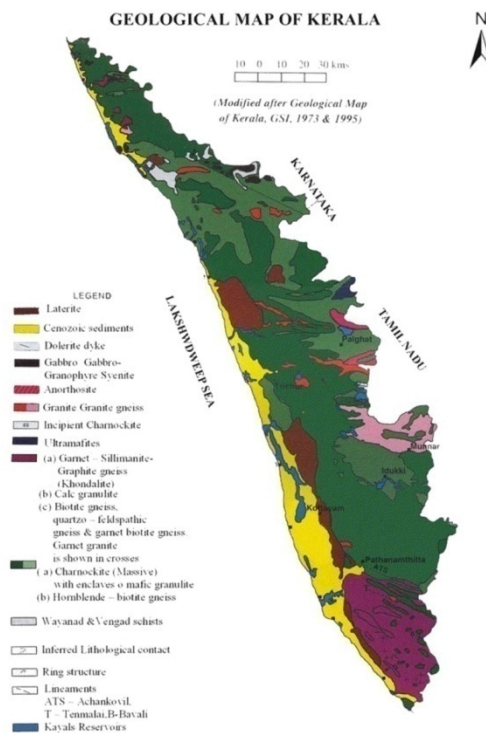 GEOLOGICAL MAP OF KERALA
N
10 0 10 20 30 kms
(Modified after Geological Map
of Kerala, GSI, 1973 & 1995)
KARNATAKA
LAKSHWDWEEP SEA
TAMIL NADU
Palghat
Munnar
Idukki
Kottayam
Pathanamthitta
ATS
LEGEND
Laterite
Cenozoic sediments
Dolerite dyke
Gabbro Gabbro-
Granophyre Syenite
Anorthosite
Granite Granite gneiss
Incipient Charnockite
Ultramafites
(a) Garnet – Sillimanite-
Graphite gneiss
(Khondalite)
(b) Calc granulite
(c) Biotite gneiss,
quartzo – feldspathic
gneiss & garnet biotite gneiss.
Garnet granite
is shown in crosses
(a) Charnockite (Massive)
with enclaves o mafic granulite
(b) Hornblende – biotite gneiss
Wayanad & Vengad schists
Inferred Lithological contact
Ring structure
Lineaments
ATS – Achankovil,
T – Tenmalai, B-Bavali
Kayals Reservoirs